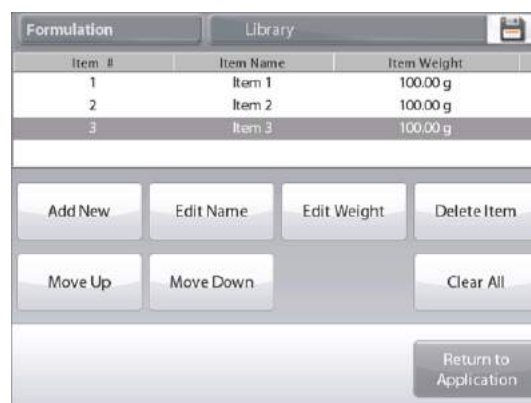 Formulation Library
Item # Item Name Item Weight
1 Item 1 100.00 g
2 Item 2 100.00 g
3 Item 3 100.00 g
Add New Edit Name Edit Weight Delete Item
Move Up Move Down Clear All
Return to
Application